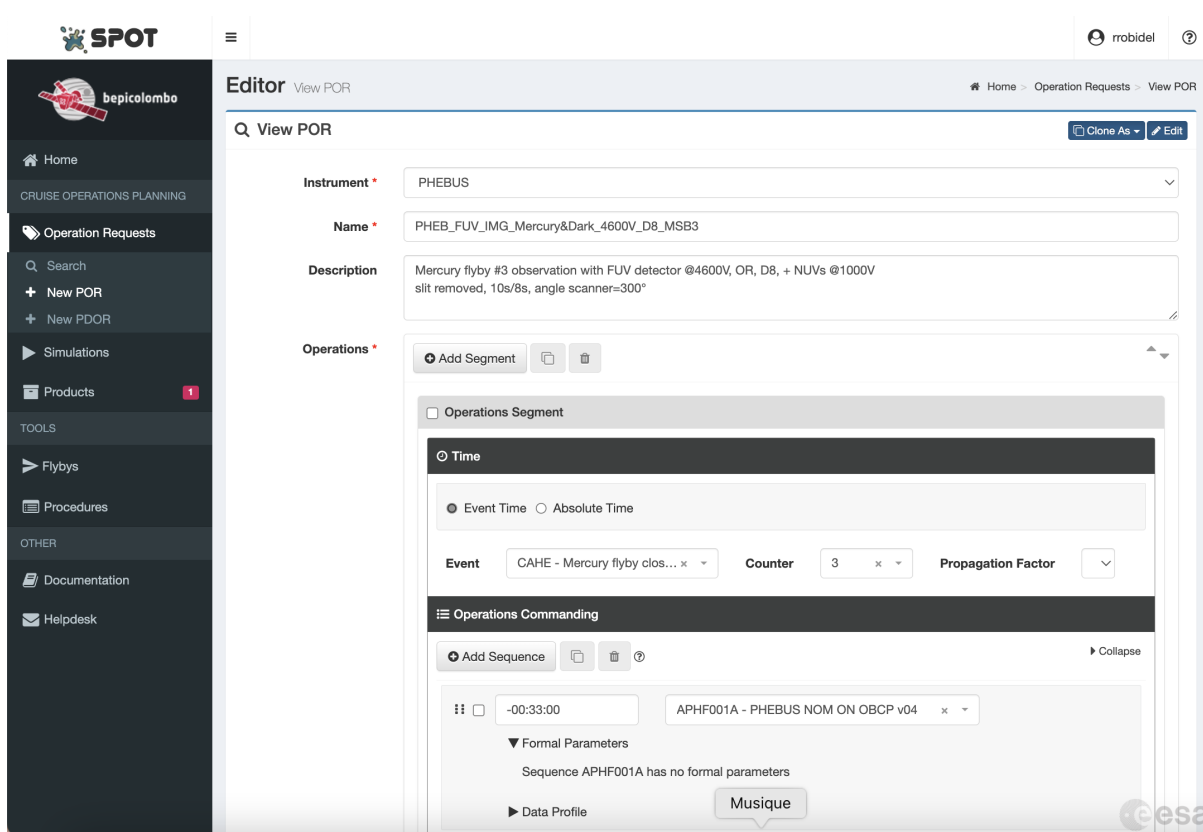 SPOT
rrobidel
bepicolombo
Editor View POR
Home > Operation Requests > View POR
View POR
Clone As
Edit
Home
CRUISE OPERATIONS PLANNING
Operation Requests
Search
New POR
New PDOR
Simulations
Products 1
TOOLS
Flybys
Procedures
OTHER
Documentation
Helpdesk
Instrument *
PHEBUS
Name *
PHEB_FUV_IMG_Mercury&Dark_4600V_D8_MSB3
Description
Mercury flyby #3 observation with FUV detector @4600V, OR, D8, + NUVs @1000V
slit removed, 10s/8s, angle scanner=300°
Operations *
Add Segment
Operations Segment
Time
Event Time Absolute Time
Event CAHE - Mercury flyby clos... × Counter 3 × Propagation Factor
Operations Commanding
Add Sequence
Collapse
-00:33:00 APHF001A - PHEBUS NOM ON OBCP v04 ×
Formal Parameters
Sequence APHF001A has no formal parameters
Data Profile
Musique
esa